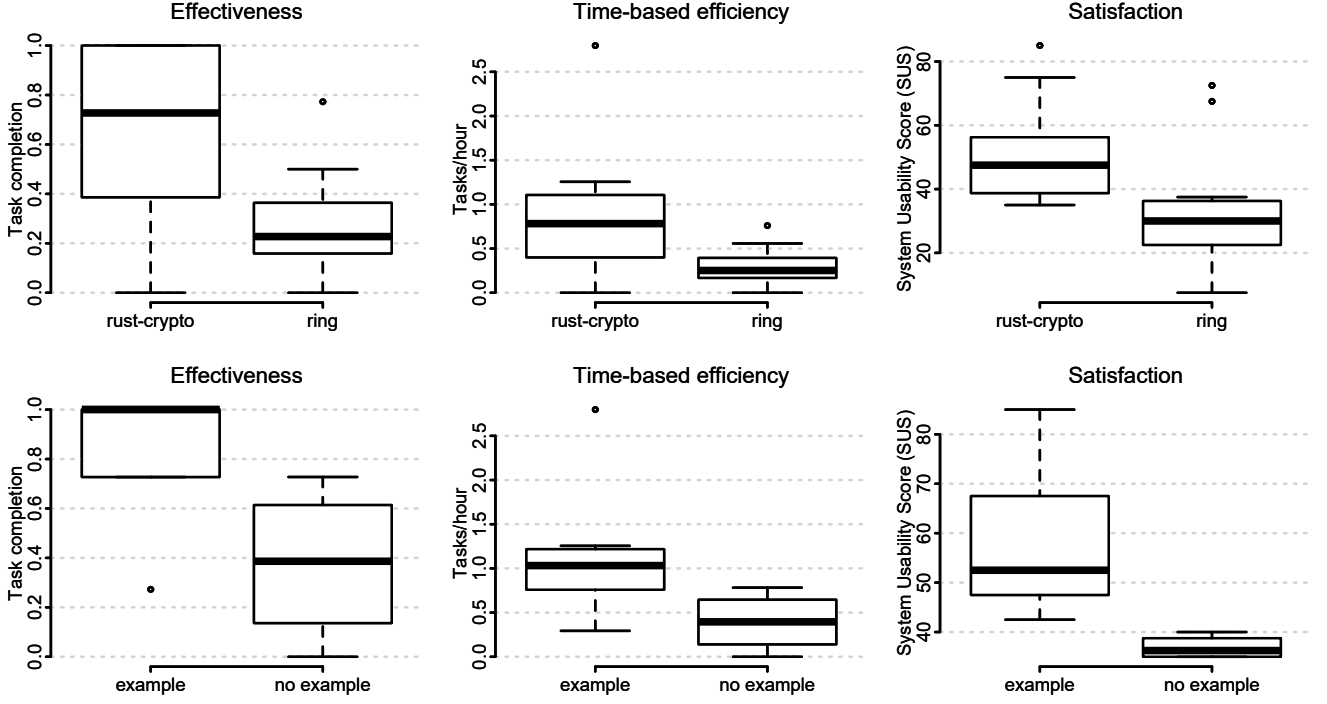 Effectiveness
Task completion
0.0 0.2 0.4 0.6 0.8 1.0
rust-crypto ring
Time-based efficiency
Tasks/hour
0.0 0.5 1.0 1.5 2.0 2.5
rust-crypto ring
Satisfaction
System Usability Score (SUS)
20 40 60 80
rust-crypto ring
Effectiveness
Task completion
0.0 0.2 0.4 0.6 0.8 1.0
example no example
Time-based efficiency
Tasks/hour
0.0 0.5 1.0 1.5 2.0 2.5
example no example
Satisfaction
System Usability Score (SUS)
40 50 60 70 80
example no example